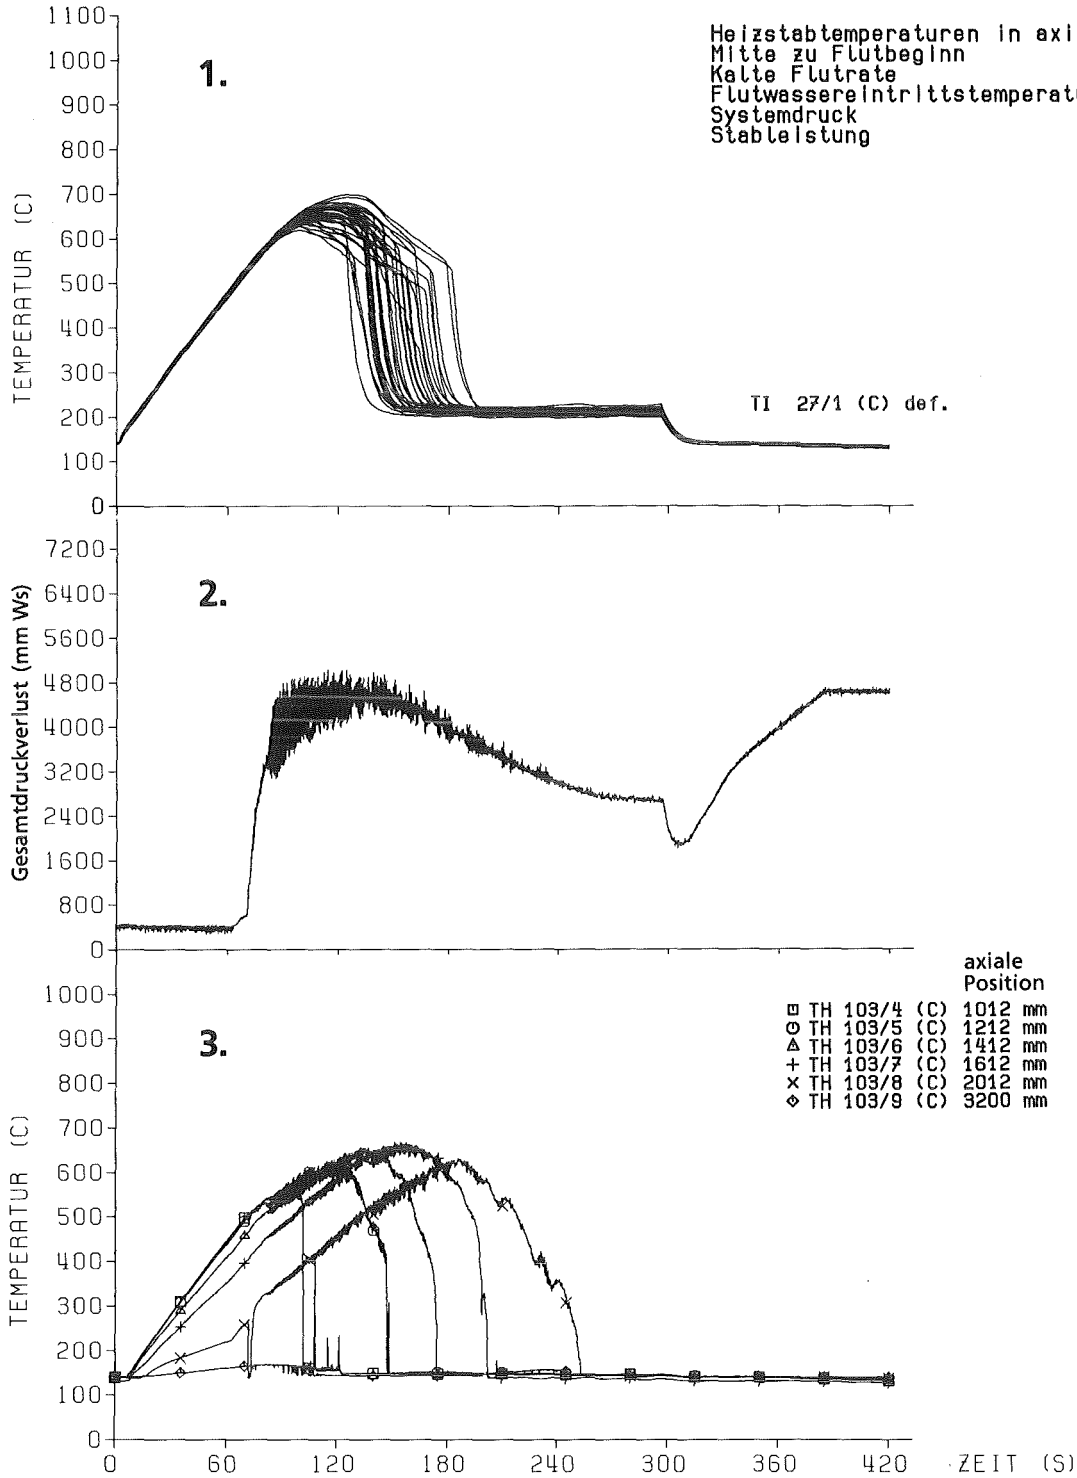 1100
1000
900
800
700
600
500
400
300
200
100
0
TEMPERATUR (C)
1.
Heizstabtemperaturen in axi
Mitte zu Flutbeginn
Kalte Flutrate
Flutwassereintrittstemperatu
Systemdruck
Stableistung
TI 27/1 (C) def.
7200
6400
5600
4800
4000
3200
2400
1600
800
0
Gesamtdruckverlust (mm Ws)
2.
1000
900
800
700
600
500
400
300
200
100
0
TEMPERATUR (C)
3.
axiale
Position
TH 103/4 (C) 1012 mm
TH 103/5 (C) 1212 mm
TH 103/6 (C) 1412 mm
TH 103/7 (C) 1612 mm
TH 103/8 (C) 2012 mm
TH 103/9 (C) 3200 mm
0 60 120 180 240 300 360 420 ZEIT (S)